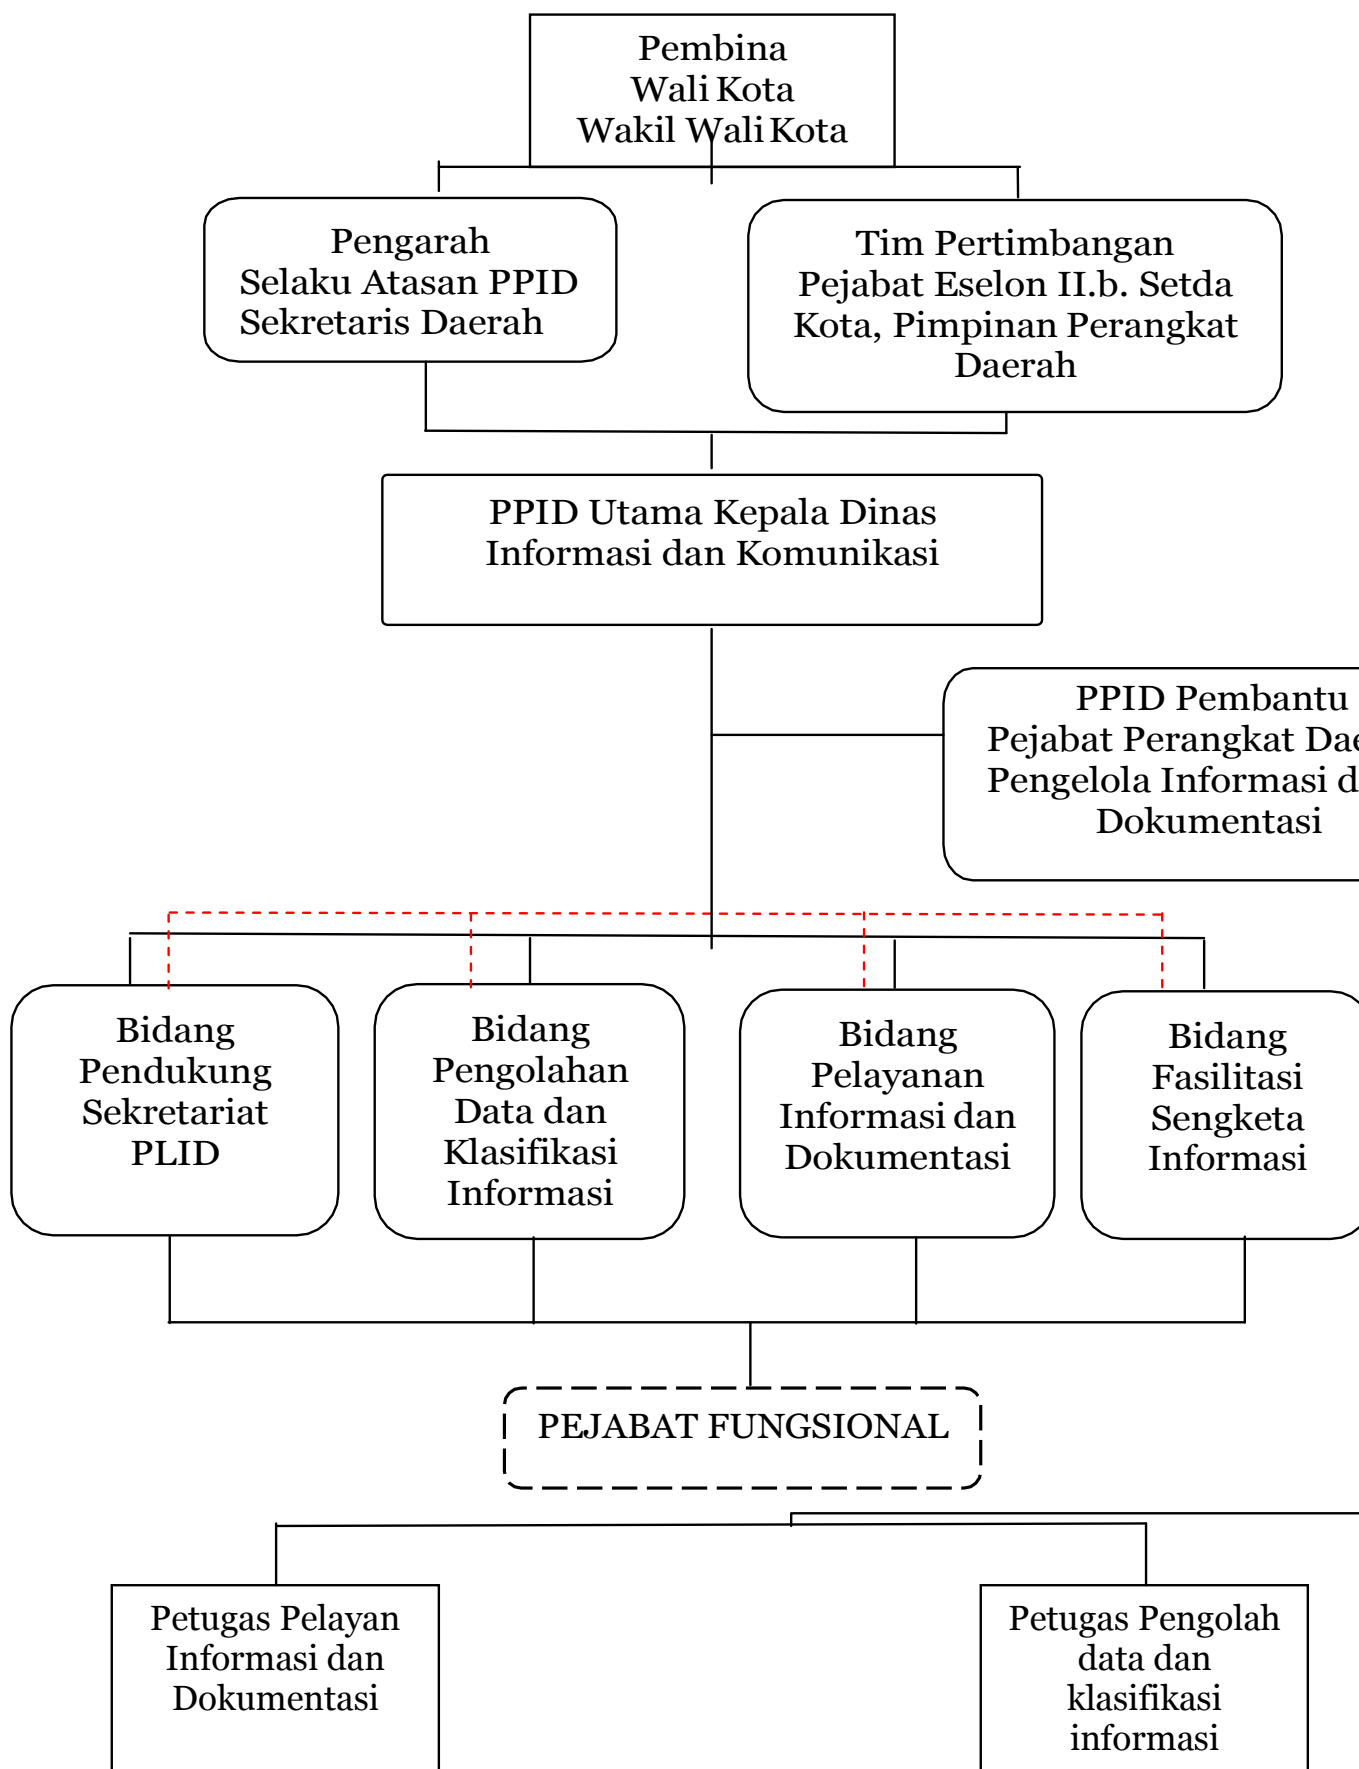 Pembina
Wali Kota
Wakil Wali Kota
Pengarah
Selaku Atasan PPID
Sekretaris Daerah
Tim Pertimbangan
Pejabat Eselon II.b. Setda
Kota, Pimpinan Perangkat
Daerah
PPID Utama Kepala Dinas
Informasi dan Komunikasi
PPID Pembantu
Pejabat Perangkat
Pengelola Informasi
Dokumentasi
Bidang
Pendukung
Sekretariat
PLID
Bidang
Pengolahan
Data dan
Klasifikasi
Informasi
Bidang
Pelayanan
Informasi dan
Dokumentasi
Bidang
Fasilitasi
Sengketa
Informasi
PEJABAT FUNGSIONAL
Petugas Pelayan
Informasi dan
Dokumentasi
Petugas Pengolah
data dan
klasifikasi
informasi